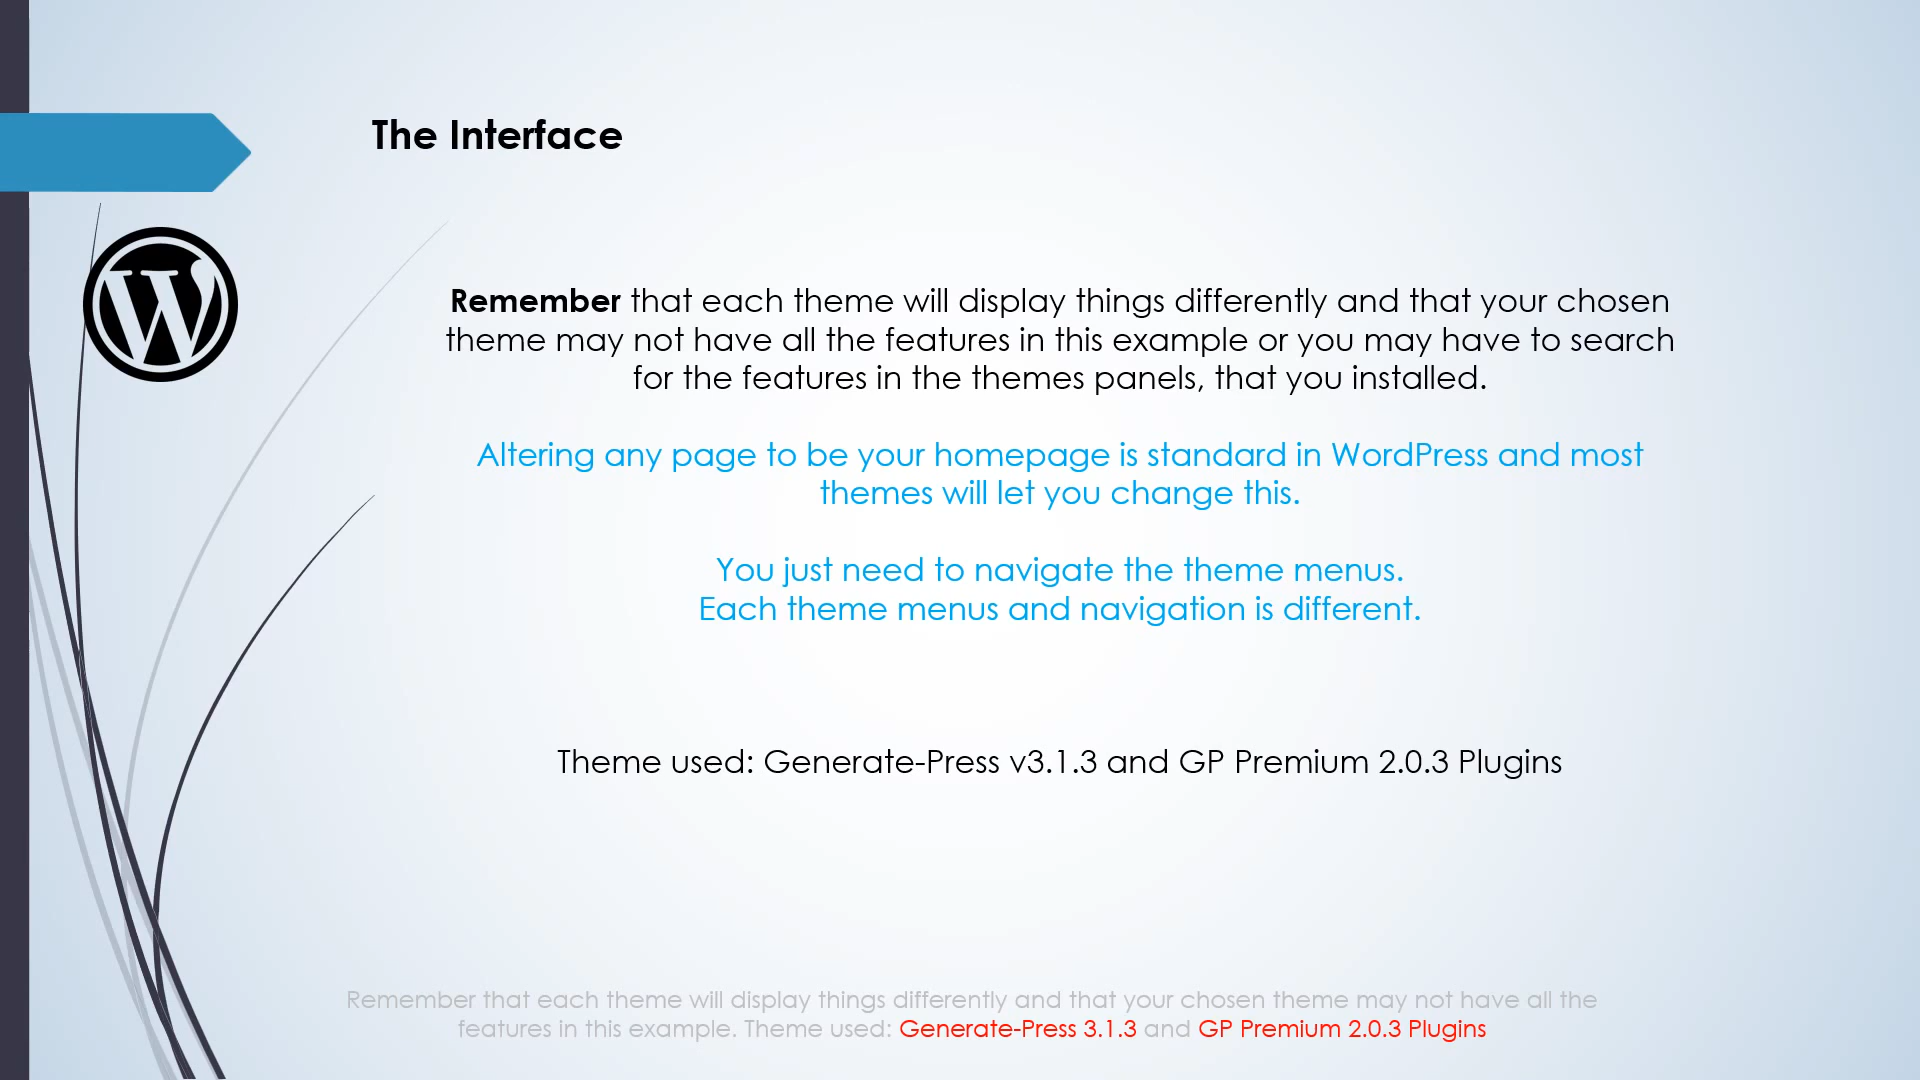 The Interface
Remember that each theme will display things differently and that your chosen
theme may not have all the features in this example or you may have to search
for the features in the themes panels, that you installed.
Altering any page to be your homepage is standard in WordPress and most
themes will let you change this.
You just need to navigate the theme menus.
Each theme menus and navigation is different.
Theme used: Generate-Press v3.1.3 and GP Premium 2.0.3 Plugins
Remember that each theme will display things differently and that your chosen theme may not have all the
features in this example. Theme used: Generate-Press 3.1.3 and GP Premium 2.0.3 Plugins